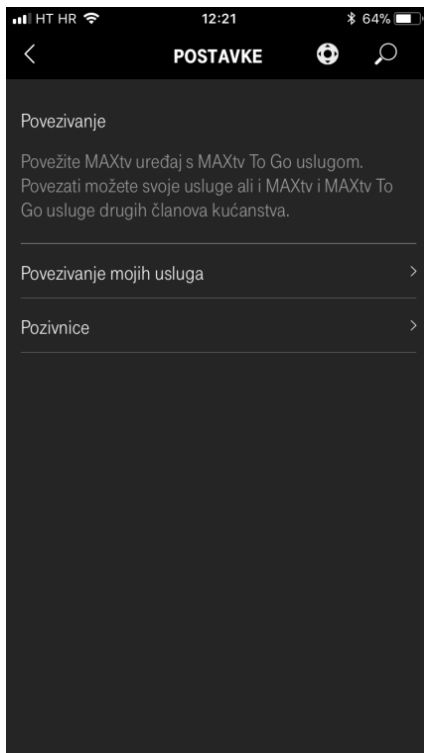 HT HR 12:21 64%
POSTAVKE
Povezivanje
Povežite MAXtv uređaj s MAXtv To Go uslugom.
Povezati možete svoje usluge ali i MAXtv i MAXtv To
Go usluge drugih članova kućanstva.
Povezivanje mojih usluga
Pozivnice